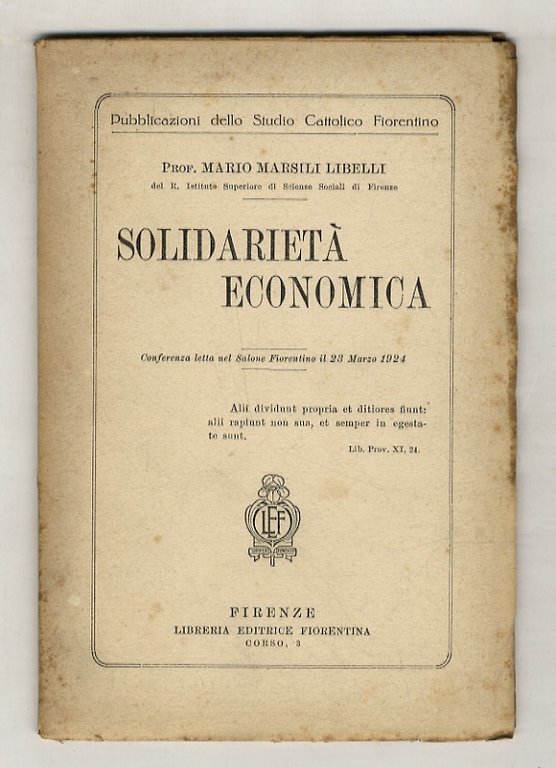 Pubblicazioni dello Studio Cattolico Fiorentino
Prof. MARIO MARSILI LIBELLI
del R. Istituto Superiore di Scienze Sociali di Firenze
SOLIDARIETÀ
ECONOMICA
Conferenza letta nel Salone Fiorentino il 23 Marzo 1924
Alii dividunt propria et ditiores fiunt:
alii rapiunt non sua, et semper in egesta-
te sunt.
Lib. Prov. XI, 24.
LEF
FIRENZE
LIBRERIA EDITRICE FIORENTINA
CORSO, 3